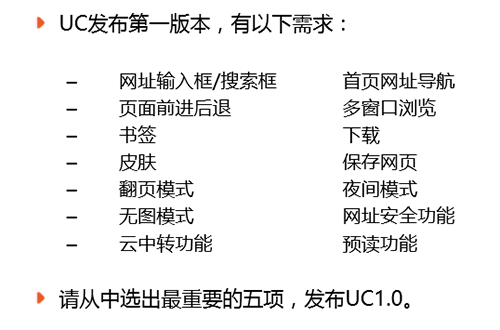 UC发布第一版本，有以下需求：
– 网址输入框/搜索框 首页网址导航
– 页面前进后退 多窗口浏览
– 书签 下载
– 皮肤 保存网页
– 翻页模式 夜间模式
– 无图模式 网址安全功能
– 云中转功能 预读功能
请从中选出最重要的五项，发布UC1.0。